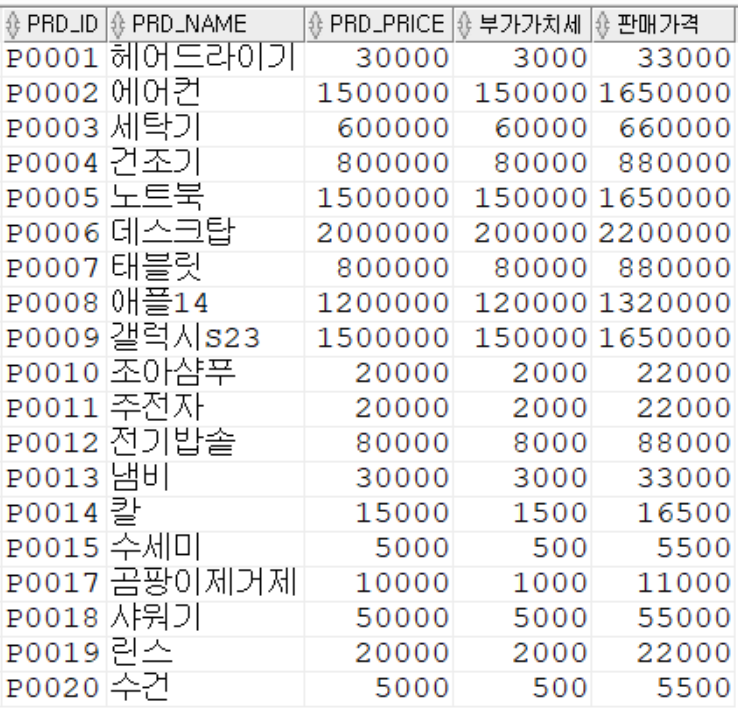 PRD_ID PRD_NAME PRD_PRICE 부가가치세 판매가격
P0001 헤어드라이기 30000 3000 33000
P0002 에어컨 1500000 150000 1650000
P0003 세탁기 600000 60000 660000
P0004 건조기 800000 80000 880000
P0005 노트북 1500000 150000 1650000
P0006 데스크탑 2000000 200000 2200000
P0007 태블릿 800000 80000 880000
P0008 애플14 1200000 120000 1320000
P0009 갤럭시S23 1500000 150000 1650000
P0010 조아샴푸 20000 2000 22000
P0011 주전자 20000 2000 22000
P0012 전기밥솥 80000 8000 88000
P0013 냄비 30000 3000 33000
P0014 칼 15000 1500 16500
P0015 수세미 5000 500 5500
P0017 곰팡이제거제 10000 1000 11000
P0018 샤워기 50000 5000 55000
P0019 린스 20000 2000 22000
P0020 수건 5000 500 5500